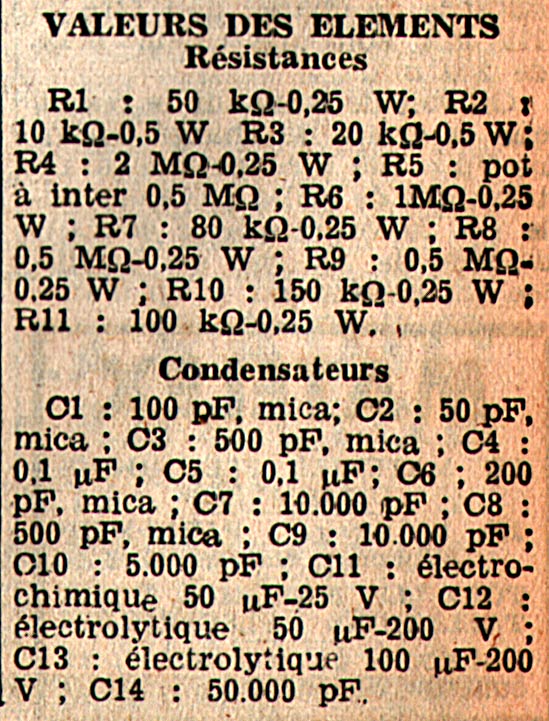 VALEURS DES ELEMENTS
Résistances
R1 : 50 kΩ-0,25 W; R2 :
10 kΩ-0,5 W R3 : 20 kΩ-0,5 W ;
R4 : 2 MΩ-0,25 W ; R5 : pot
à inter 0,5 MΩ ; R6 : 1MΩ-0,25
W ; R7 : 80 kΩ-0,25 W ; R8 :
0,5 MΩ-0,25 W ; R9 : 0,5 MΩ-
0,25 W ; R10 : 150 kΩ-0,25 W ;
R11 : 100 kΩ-0,25 W.
Condensateurs
C1 : 100 pF, mica; C2 : 50 pF,
mica ; C3 : 500 pF, mica ; C4 :
0,1 µF ; C5 : 0,1 µF ; C6 ; 200
pF, mica ; C7 : 10.000 pF ; C8 :
500 pF, mica ; C9 : 10.000 pF ;
C10 : 5.000 pF ; C11 : électro-
chimique 50 µF-25 V ; C12 :
électrolytique 50 µF-200 V ;
C13 : électrolytique 100 µF-200
V ; C14 : 50.000 pF.